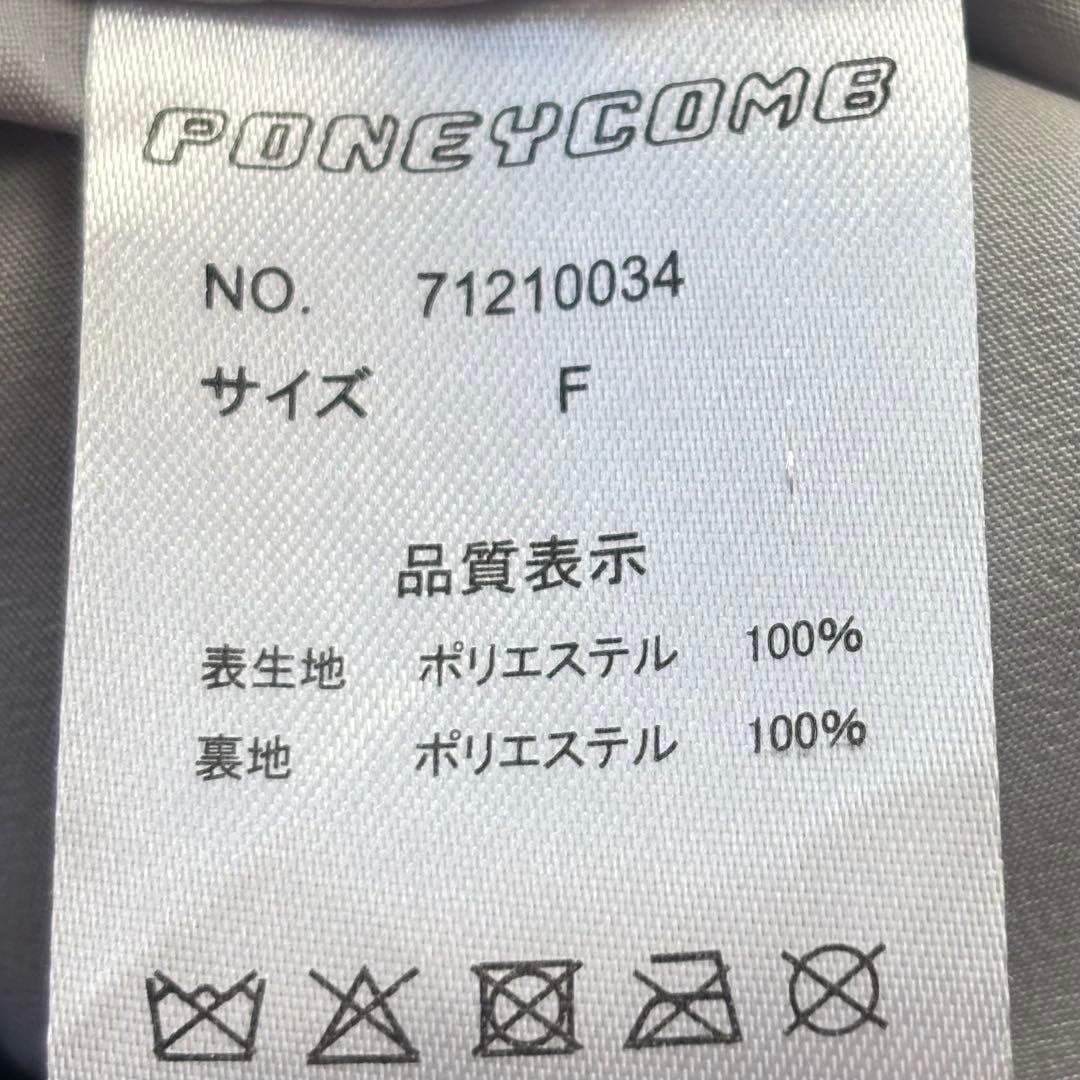 PONEYCOMB
NO. 71210034
サイズ F
品質表示
表生地 ポリエステル 100%
裏地 ポリエステル 100%